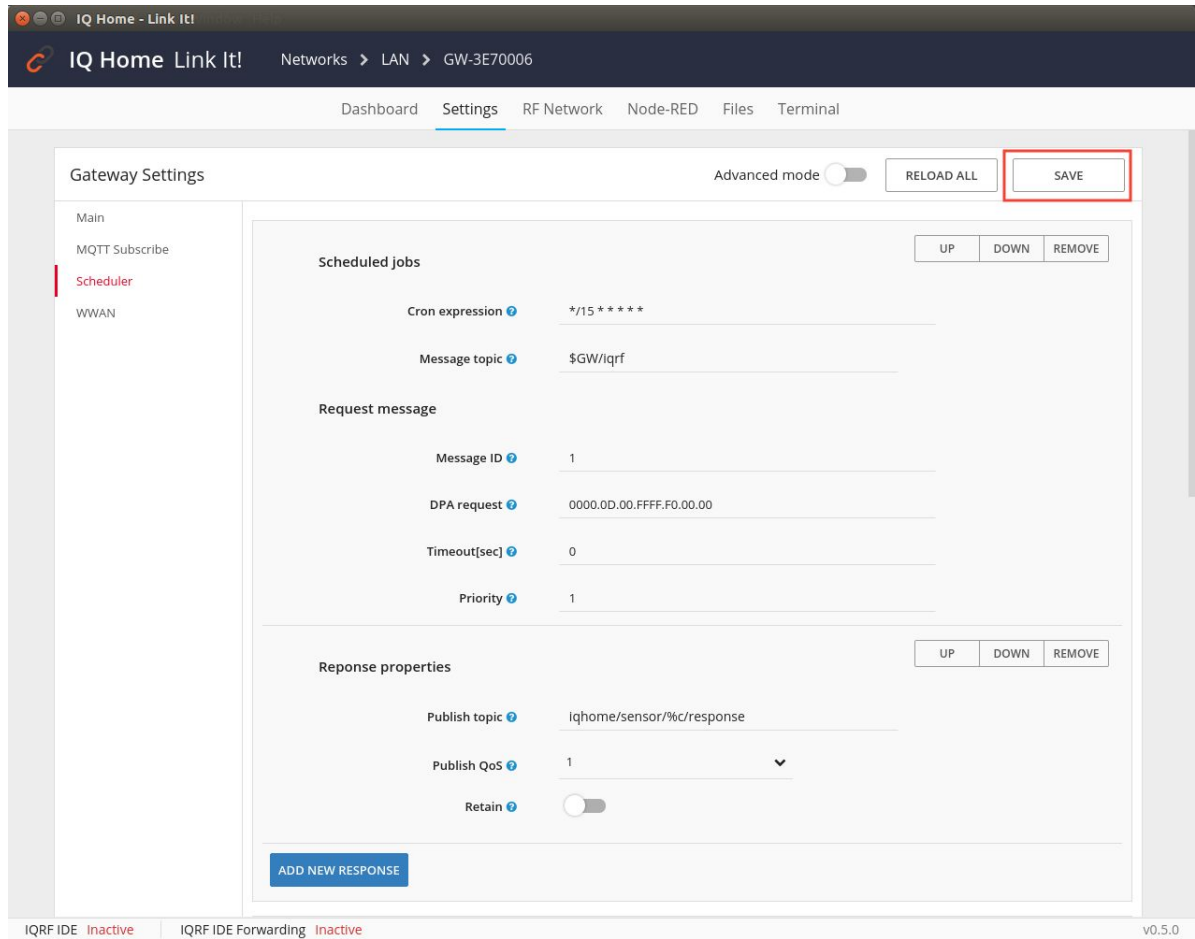 IQ Home - Link It!
IQ Home Link It! Networks > LAN > GW-3E70006
Dashboard Settings RF Network Node-RED Files Terminal
Gateway Settings Advanced mode RELOAD ALL SAVE
Main
MQTT Subscribe
Scheduler
WWAN
UP DOWN REMOVE
Scheduled jobs
Cron expression ? */15 * * * * *
Message topic ? $GW/iqrf
Request message
Message ID ? 1
DPA request ? 0000.0D.00.FFFF.F0.00.00
Timeout[sec] ? 0
Priority ? 1
UP DOWN REMOVE
Reponse properties
Publish topic ? iqhome/sensor/%c/response
Publish QoS ? 1
Retain ?
ADD NEW RESPONSE
IQRF IDE Inactive IQRF IDE Forwarding Inactive v0.5.0